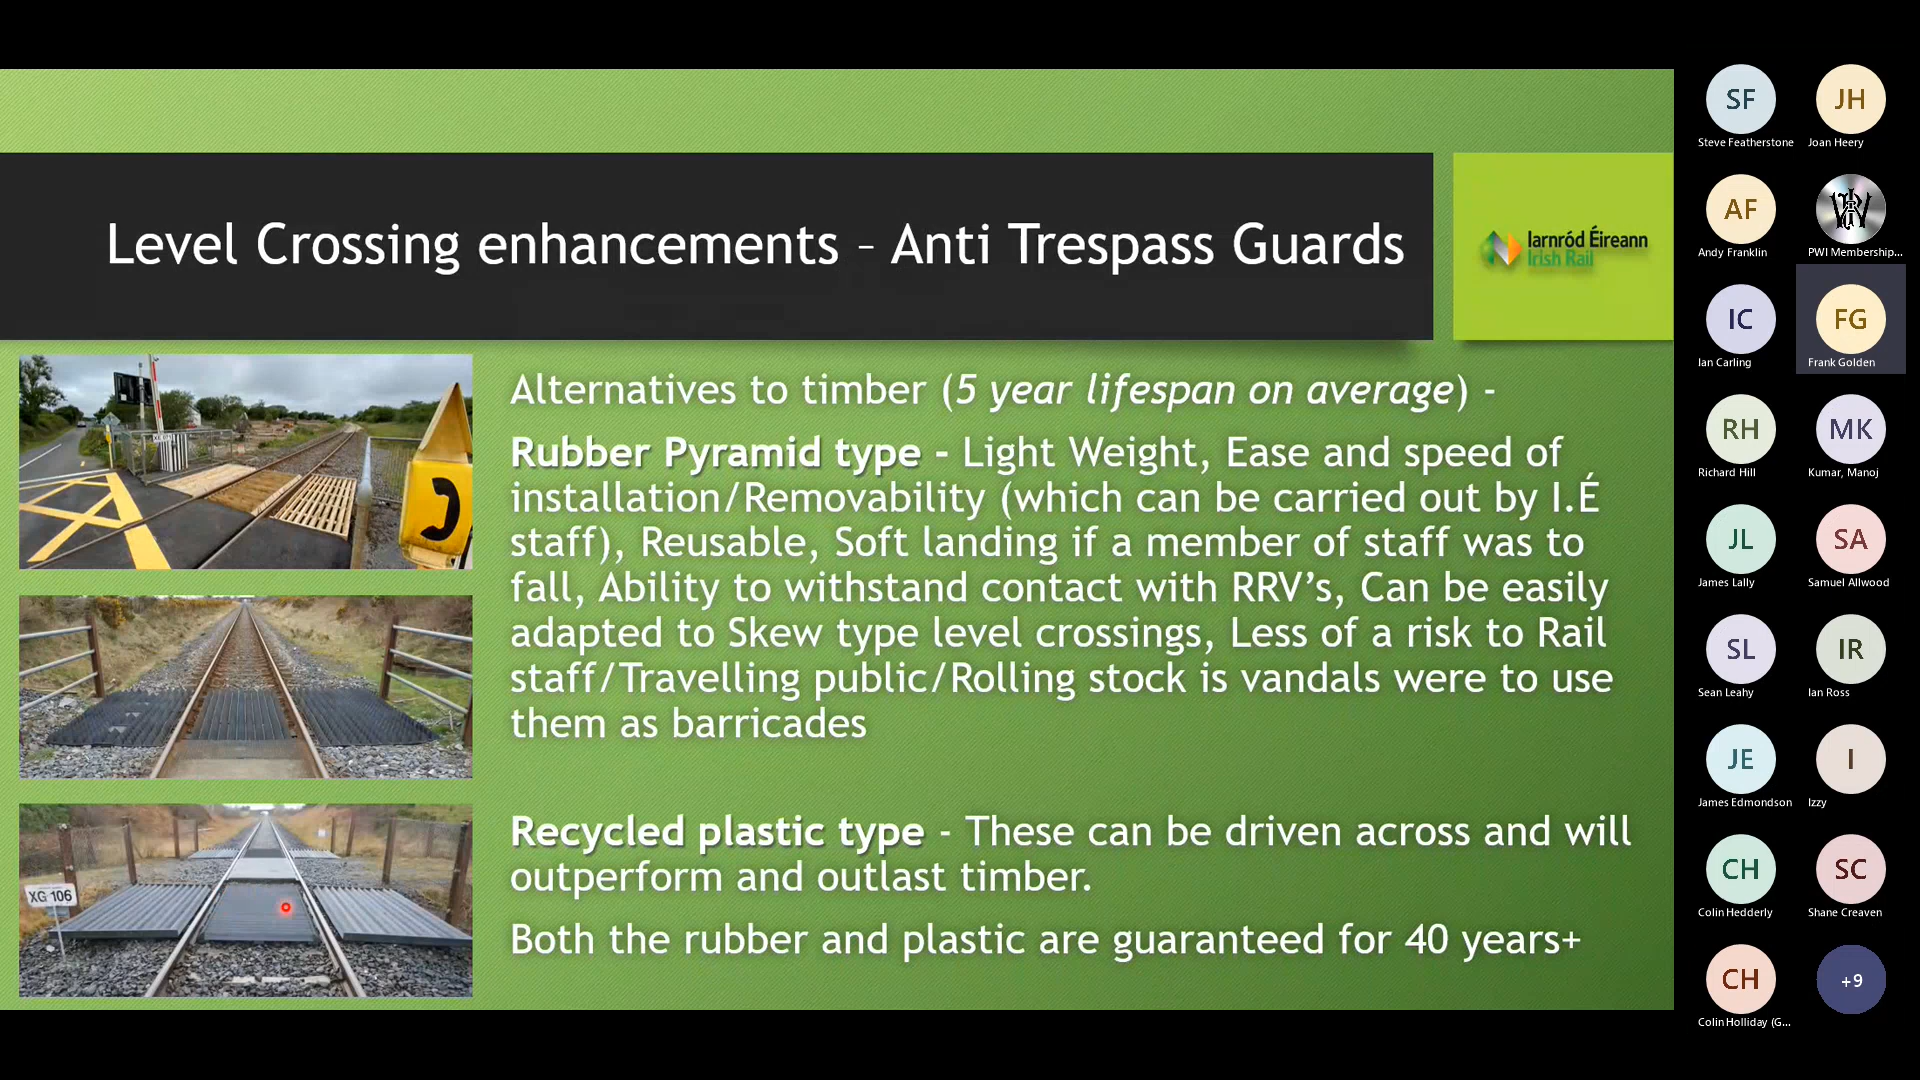 Level Crossing enhancements – Anti Trespass Guards
Iarnród Éireann
Irish Rail
Alternatives to timber (5 year lifespan on average) -
Rubber Pyramid type - Light Weight, Ease and speed of
installation/Removability (which can be carried out by I.É
staff), Reusable, Soft landing if a member of staff was to
fall, Ability to withstand contact with RRV’s, Can be easily
adapted to Skew type level crossings, Less of a risk to Rail
staff/Travelling public/Rolling stock is vandals were to use
them as barricades
Recycled plastic type - These can be driven across and will
outperform and outlast timber.
Both the rubber and plastic are guaranteed for 40 years+
XG 106
SF
Steve Featherstone
JH
Joan Heery
AF
Andy Franklin
PWI Membership...
IC
Ian Carling
FG
Frank Golden
RH
Richard Hill
MK
Kumar, Manoj
JL
James Lally
SA
Samuel Allwood
SL
Sean Leahy
IR
Ian Ross
JE
James Edmondson
I
Izzy
CH
Colin Hedderly
SC
Shane Creaven
CH
Colin Holliday (G...
+9